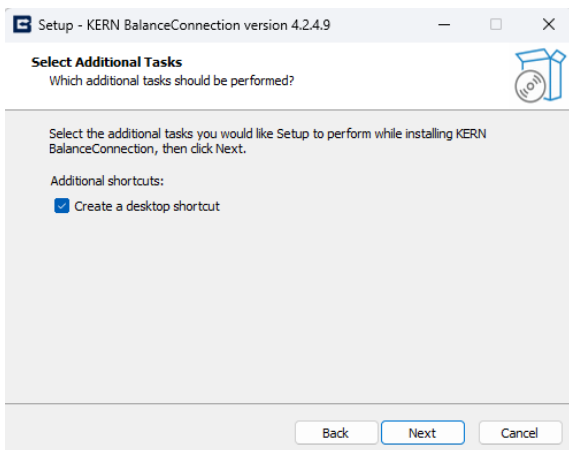 Setup - KERN BalanceConnection version 4.2.4.9
Select Additional Tasks
Which additional tasks should be performed?
Select the additional tasks you would like Setup to perform while installing KERN
BalanceConnection, then click Next.
Additional shortcuts:
Create a desktop shortcut
Back Next Cancel